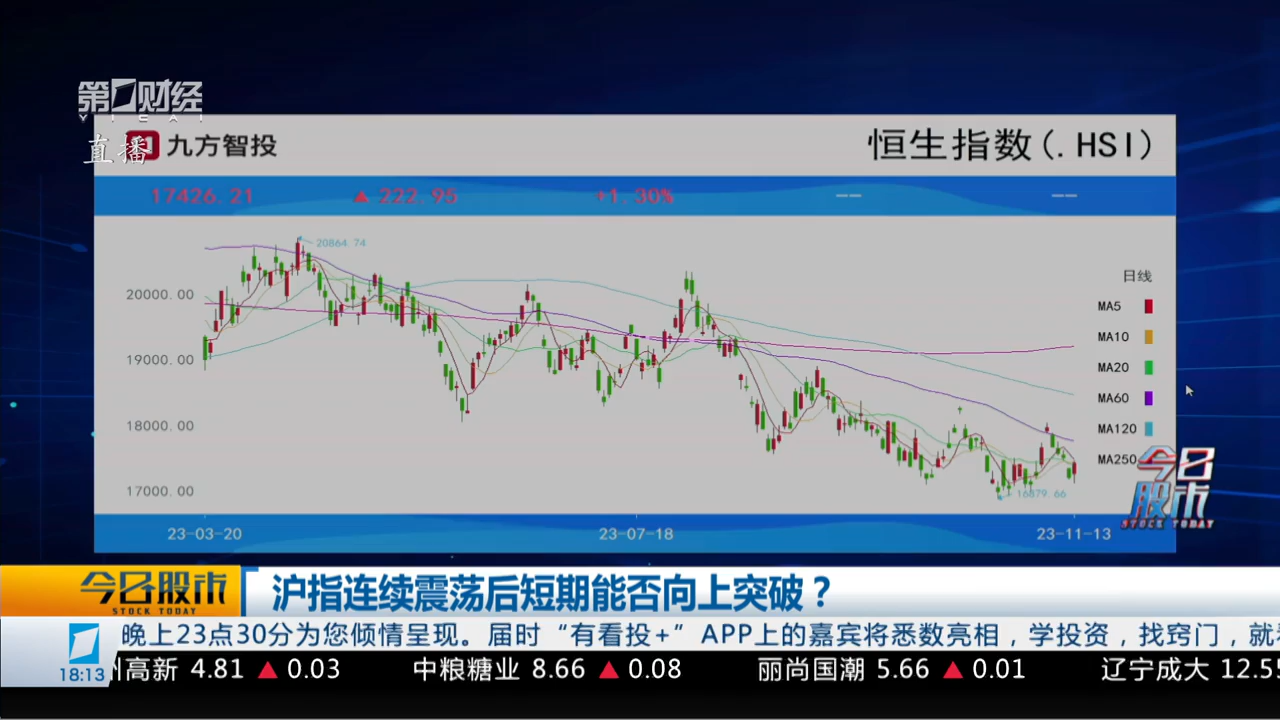 第一财经
YICAI
直播
九方智投
恒生指数(.HSI)
17426.21 ▲ 222.95 +1.30% —— ——
20864.74
日线
20000.00
19000.00
18000.00
17000.00
MA5
MA10
MA20
MA60
MA120
MA250
16879.66
23-03-20 23-07-18 23-11-13
今日股市
STOCK TODAY
今日股市
STOCK TODAY
沪指连续震荡后短期能否向上突破？
晚上23点30分为您倾情呈现。届时“有看投+”APP上的嘉宾将悉数亮相，学投资，找窍门，就
18:13
州高新 4.81 ▲ 0.03 中粮糖业 8.66 ▲ 0.08 丽尚国潮 5.66 ▲ 0.01 辽宁成大 12.55